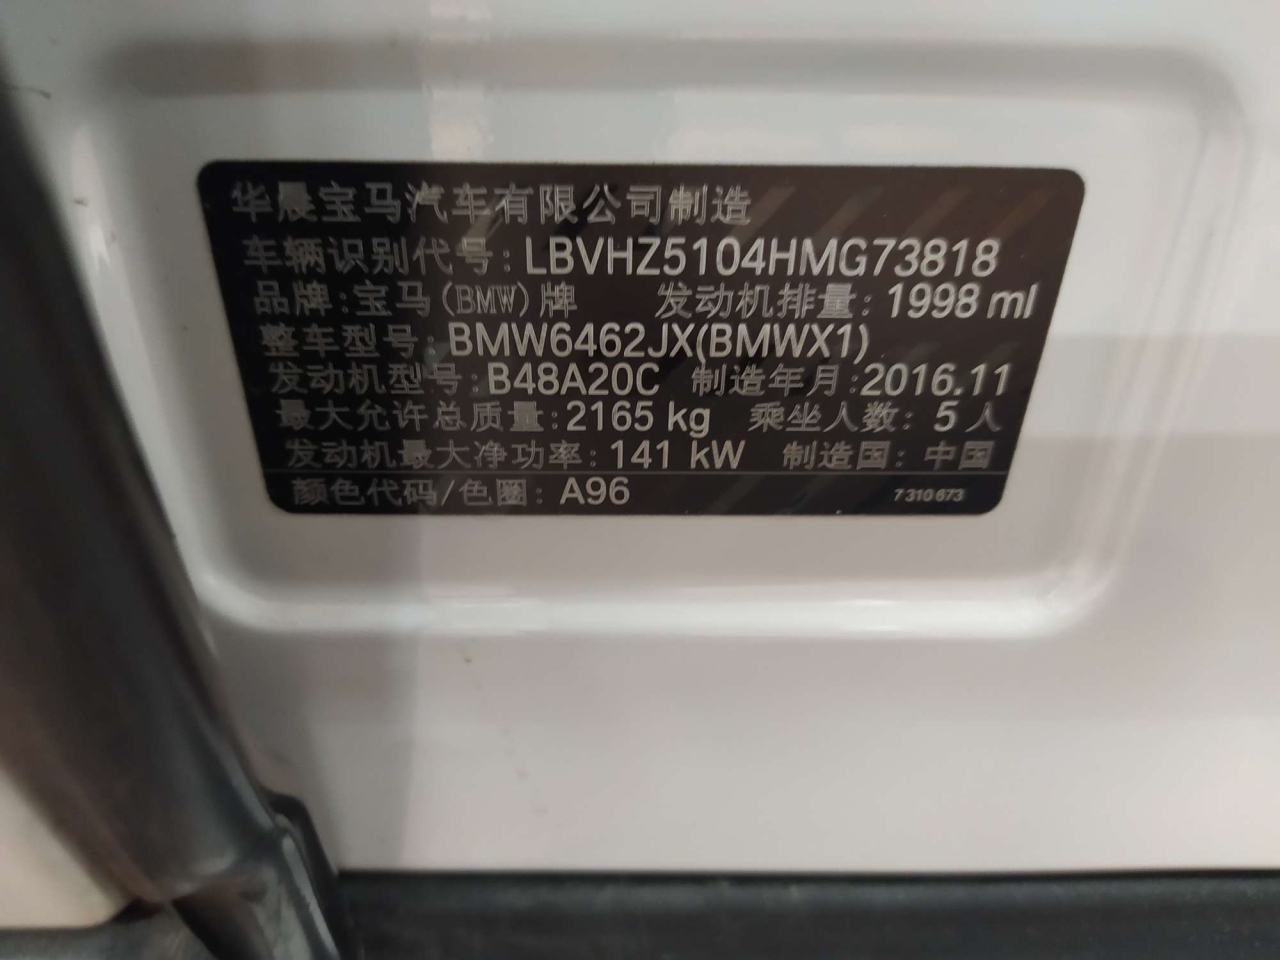 华晨宝马汽车有限公司制造
车辆识别代号: LBVHZ5104HMG73818
品牌:宝马(BMW)牌 发动机排量: 1998 ml
整车型号: BMW6462JX(BMWX1)
发动机型号: B48A20C 制造年月:2016.11
最大允许总质量: 2165 kg 乘坐人数: 5 人
发动机最大净功率: 141 kW 制造国: 中国
颜色代码/色圈: A96 7 310 673